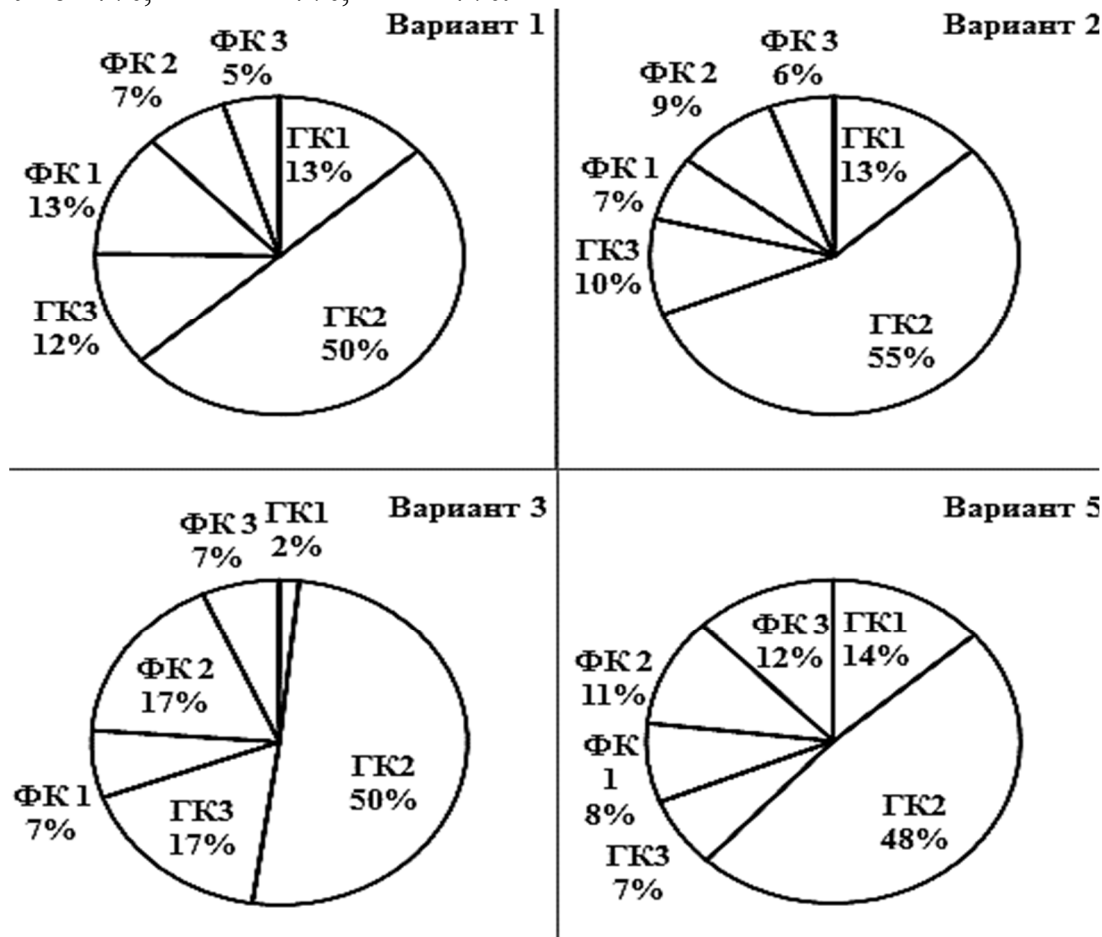 Вариант 1
ФК 3
5%
ФК 2
7%
ГК1
13%
ФК 1
13%
ГК3
12%
ГК2
50%
Вариант 2
ФК 3
6%
ФК 2
9%
ГК1
13%
ФК 1
7%
ГК3
10%
ГК2
55%
Вариант 3
ФК 3
7%
ГК1
2%
ФК 2
17%
ГК2
50%
ФК 1
7%
ГК3
17%
Вариант 5
ФК 3
12%
ГК1
14%
ФК 2
11%
ФК
1
8%
ГК2
48%
ГК3
7%